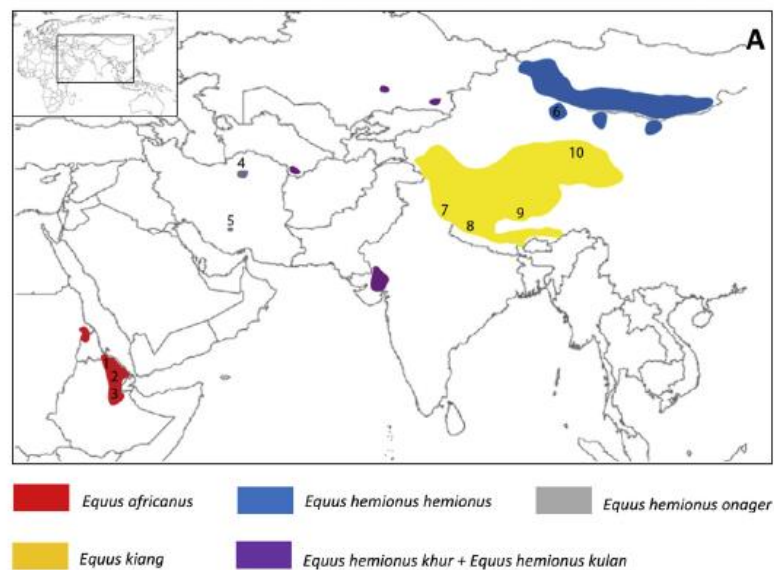 A
6
10
4
7
9
5
8
1
2
3
Equus africanus
Equus hemionus hemionus
Equus hemionus onager
Equus kiang
Equus hemionus khur + Equus hemionus kulan